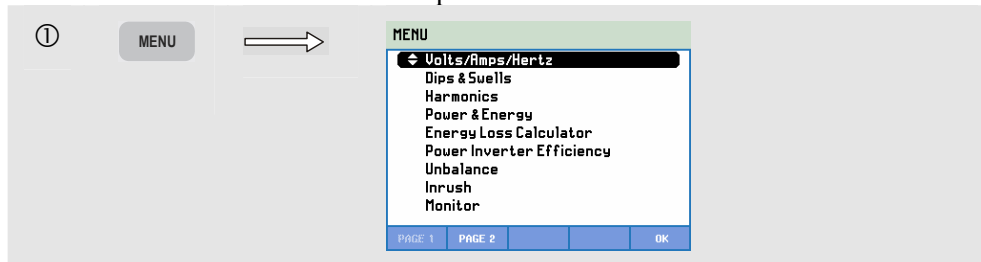 ①
MENU
MENU
Volts/Amps/Hertz
Dips & Swells
Harmonics
Power & Energy
Energy Loss Calculator
Power Inverter Efficiency
Unbalance
Inrush
Monitor
PAGE 1 PAGE 2 OK